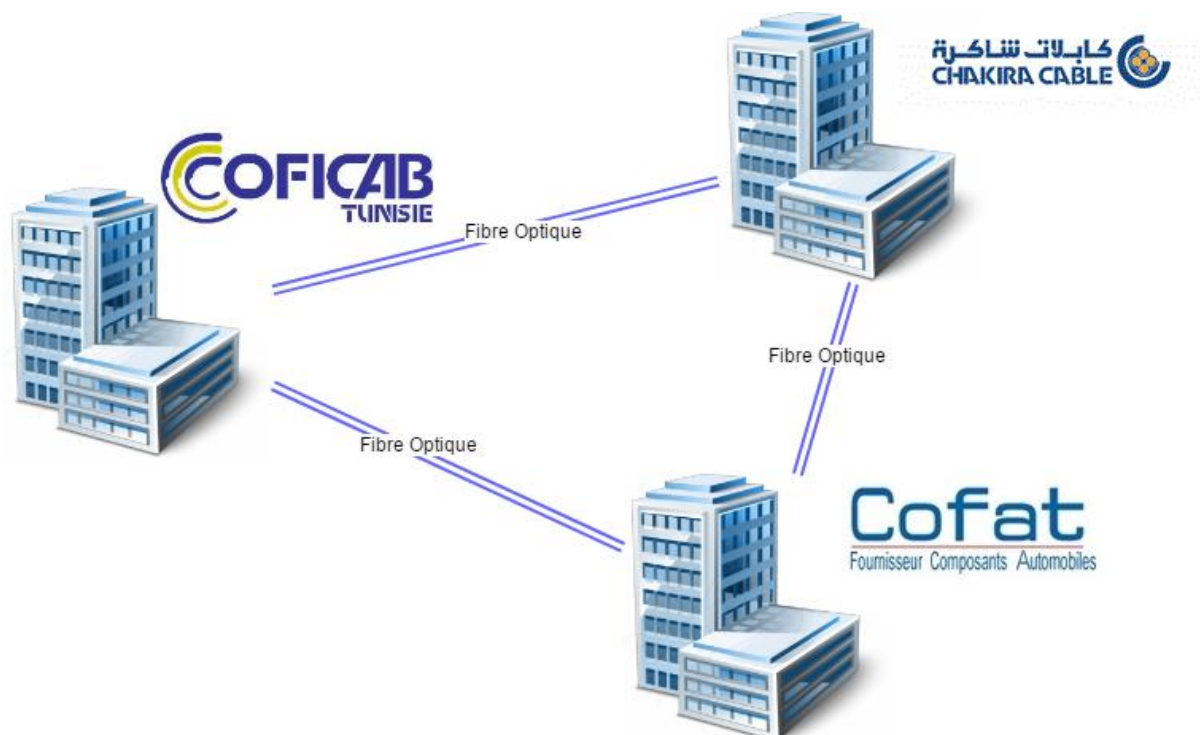 كابلات شاكرة
CHAKIRA CABLE
COFICAB
TUNISIE
Fibre Optique
Fibre Optique
Fibre Optique
Cofat
Fournisseur Composants Automobiles